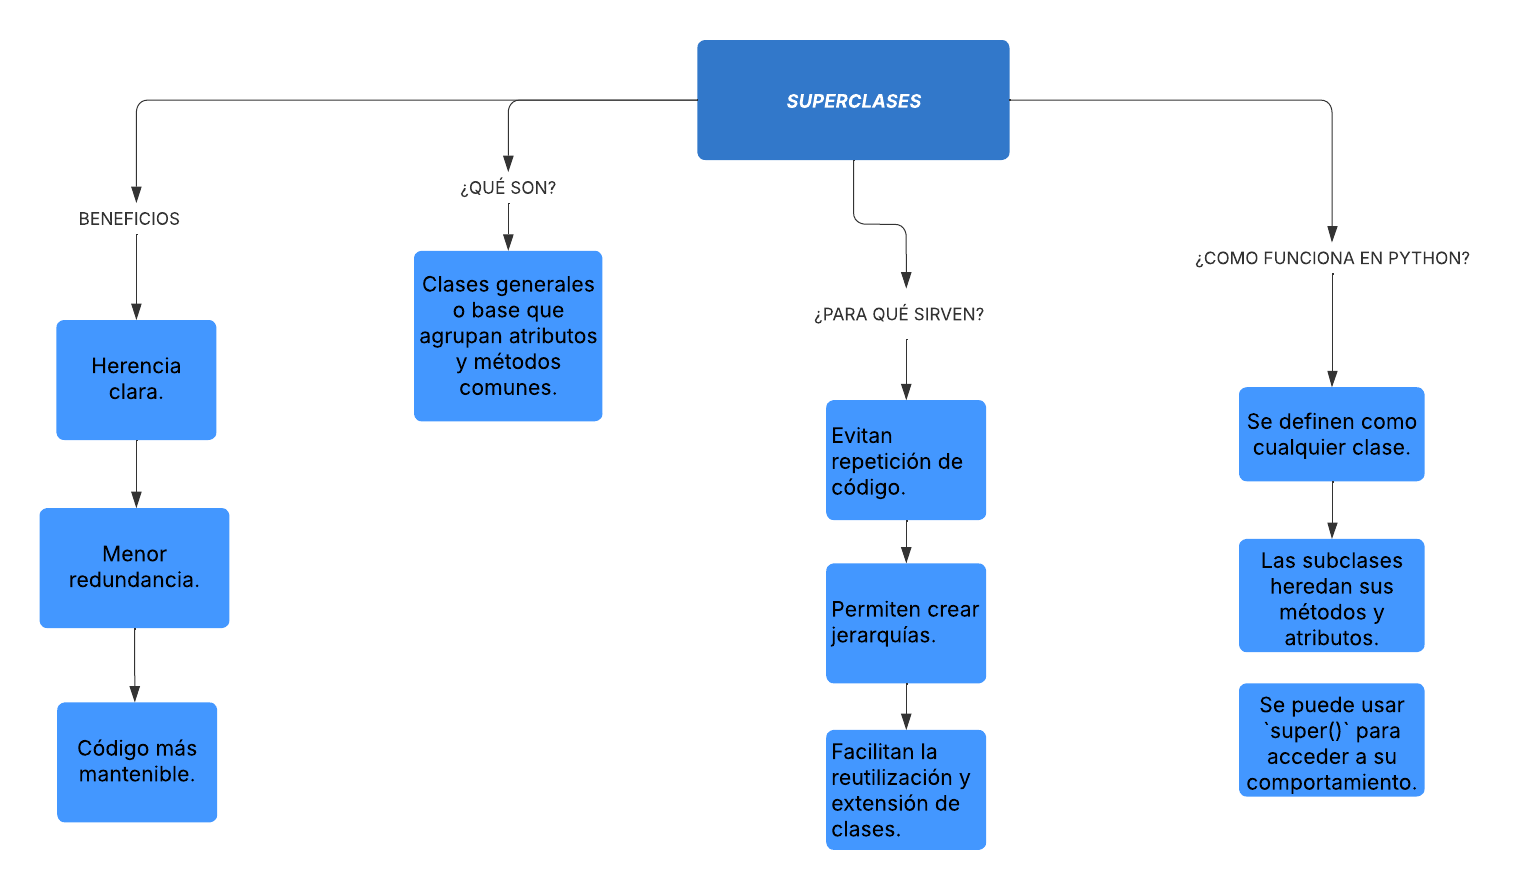 SUPERCLASES
BENEFICIOS
Herencia
clara.
Menor
redundancia.
Código más
mantenible.
¿QUÉ SON?
Clases generales
o base que
agrupan atributos
y métodos
comunes.
¿PARA QUÉ SIRVEN?
Evitan
repetición de
código.
Permiten crear
jerarquías.
Facilitan la
reutilización y
extensión de
clases.
¿COMO FUNCIONA EN PYTHON?
Se definen como
cualquier clase.
Las subclases
heredan sus
métodos y
atributos.
Se puede usar
`super()` para
acceder a su
comportamiento.